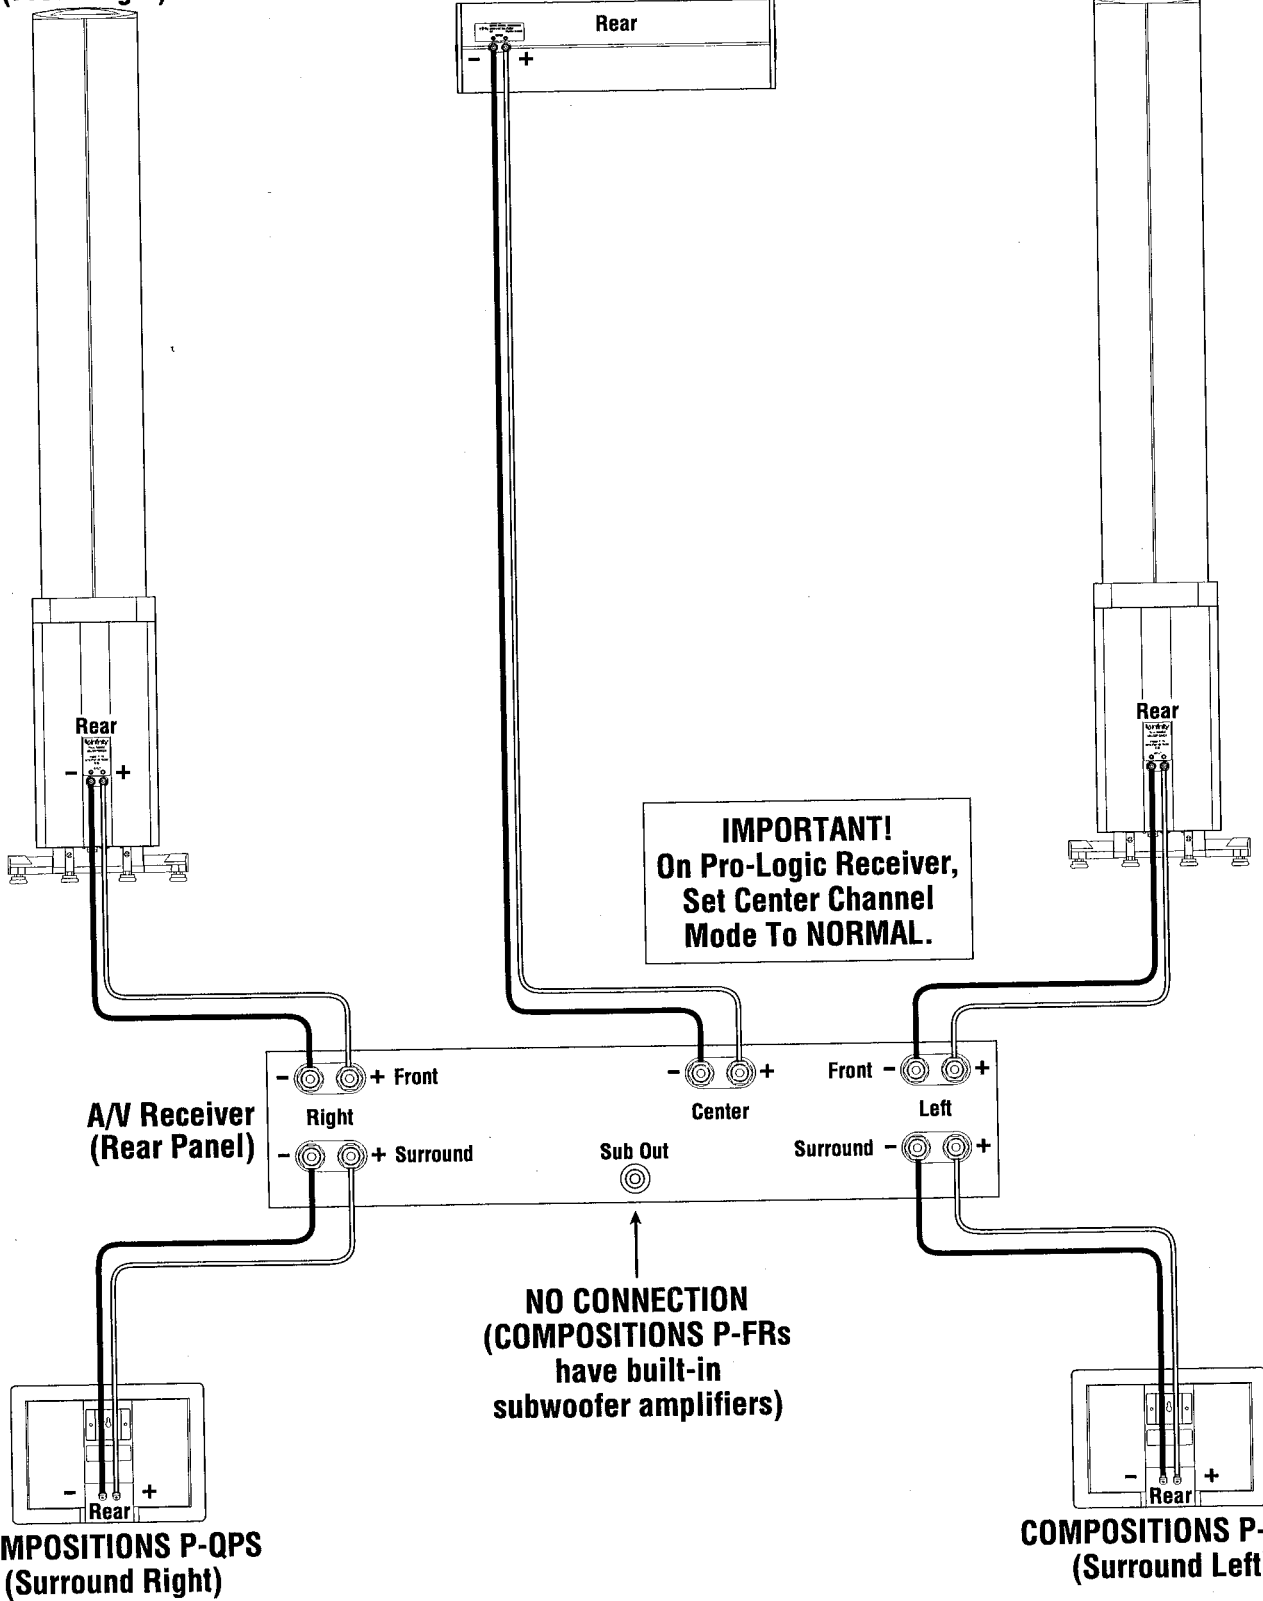 Rear
- +
Rear
Infinity
- +
Rear
Infinity
IMPORTANT!
On Pro-Logic Receiver,
Set Center Channel
Mode To NORMAL.
- + Front
- +
Front - +
A/V Receiver
(Rear Panel)
Right
Center
Left
- + Surround
Sub Out
Surround - +
NO CONNECTION
(COMPOSITIONS P-FRs
have built-in
subwoofer amplifiers)
- +
Rear
- +
Rear
MPOSITIONS P-QPS
(Surround Right)
COMPOSITIONS P-
(Surround Left